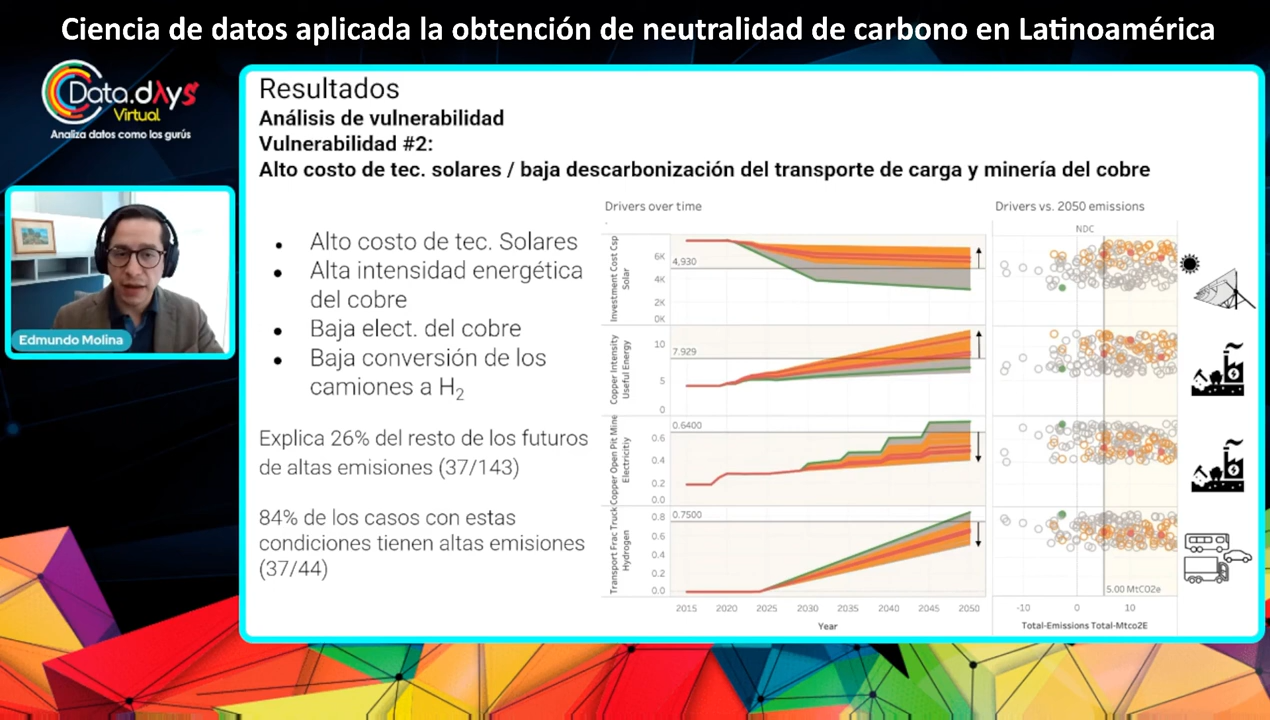 Ciencia de datos aplicada la obtención de neutralidad de carbono en Latinoamérica
Data.dλys
Virtual
Analiza datos como los gurús
Edmundo Molina
Resultados
Análisis de vulnerabilidad
Vulnerabilidad #2:
Alto costo de tec. solares / baja descarbonización del transporte de carga y minería del cobre
● Alto costo de tec. Solares
● Alta intensidad energética
del cobre
● Baja elect. del cobre
● Baja conversión de los
camiones a H₂
Explica 26% del resto de los futuros
de altas emisiones (37/143)
84% de los casos con estas
condiciones tienen altas emisiones
(37/44)
Drivers over time
Investment Cost Csp
Solar
6K
4,930
4K
2K
0K
Copper Intensity
Useful Energy
10
7.929
5
0
Copper Open Pit Mine
Electricitiy
0.6400
0.6
0.4
0.2
0.0
Transport Frac Truck
Hydrogen
0.8
0.7500
0.6
0.4
0.2
0.0
2015 2020 2025 2030 2035 2040 2045 2050
Year
Drivers vs. 2050 emissions
NDC
5.00 MtCO2e
-10 0 10
Total-Emissions Total-Mtco2E